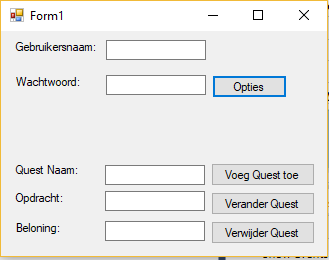 Form1
Gebruikersnaam:
Wachtwoord:
Opties
Quest Naam:
Voeg Quest toe
Opdracht:
Verander Quest
Beloning:
Verwijder Quest